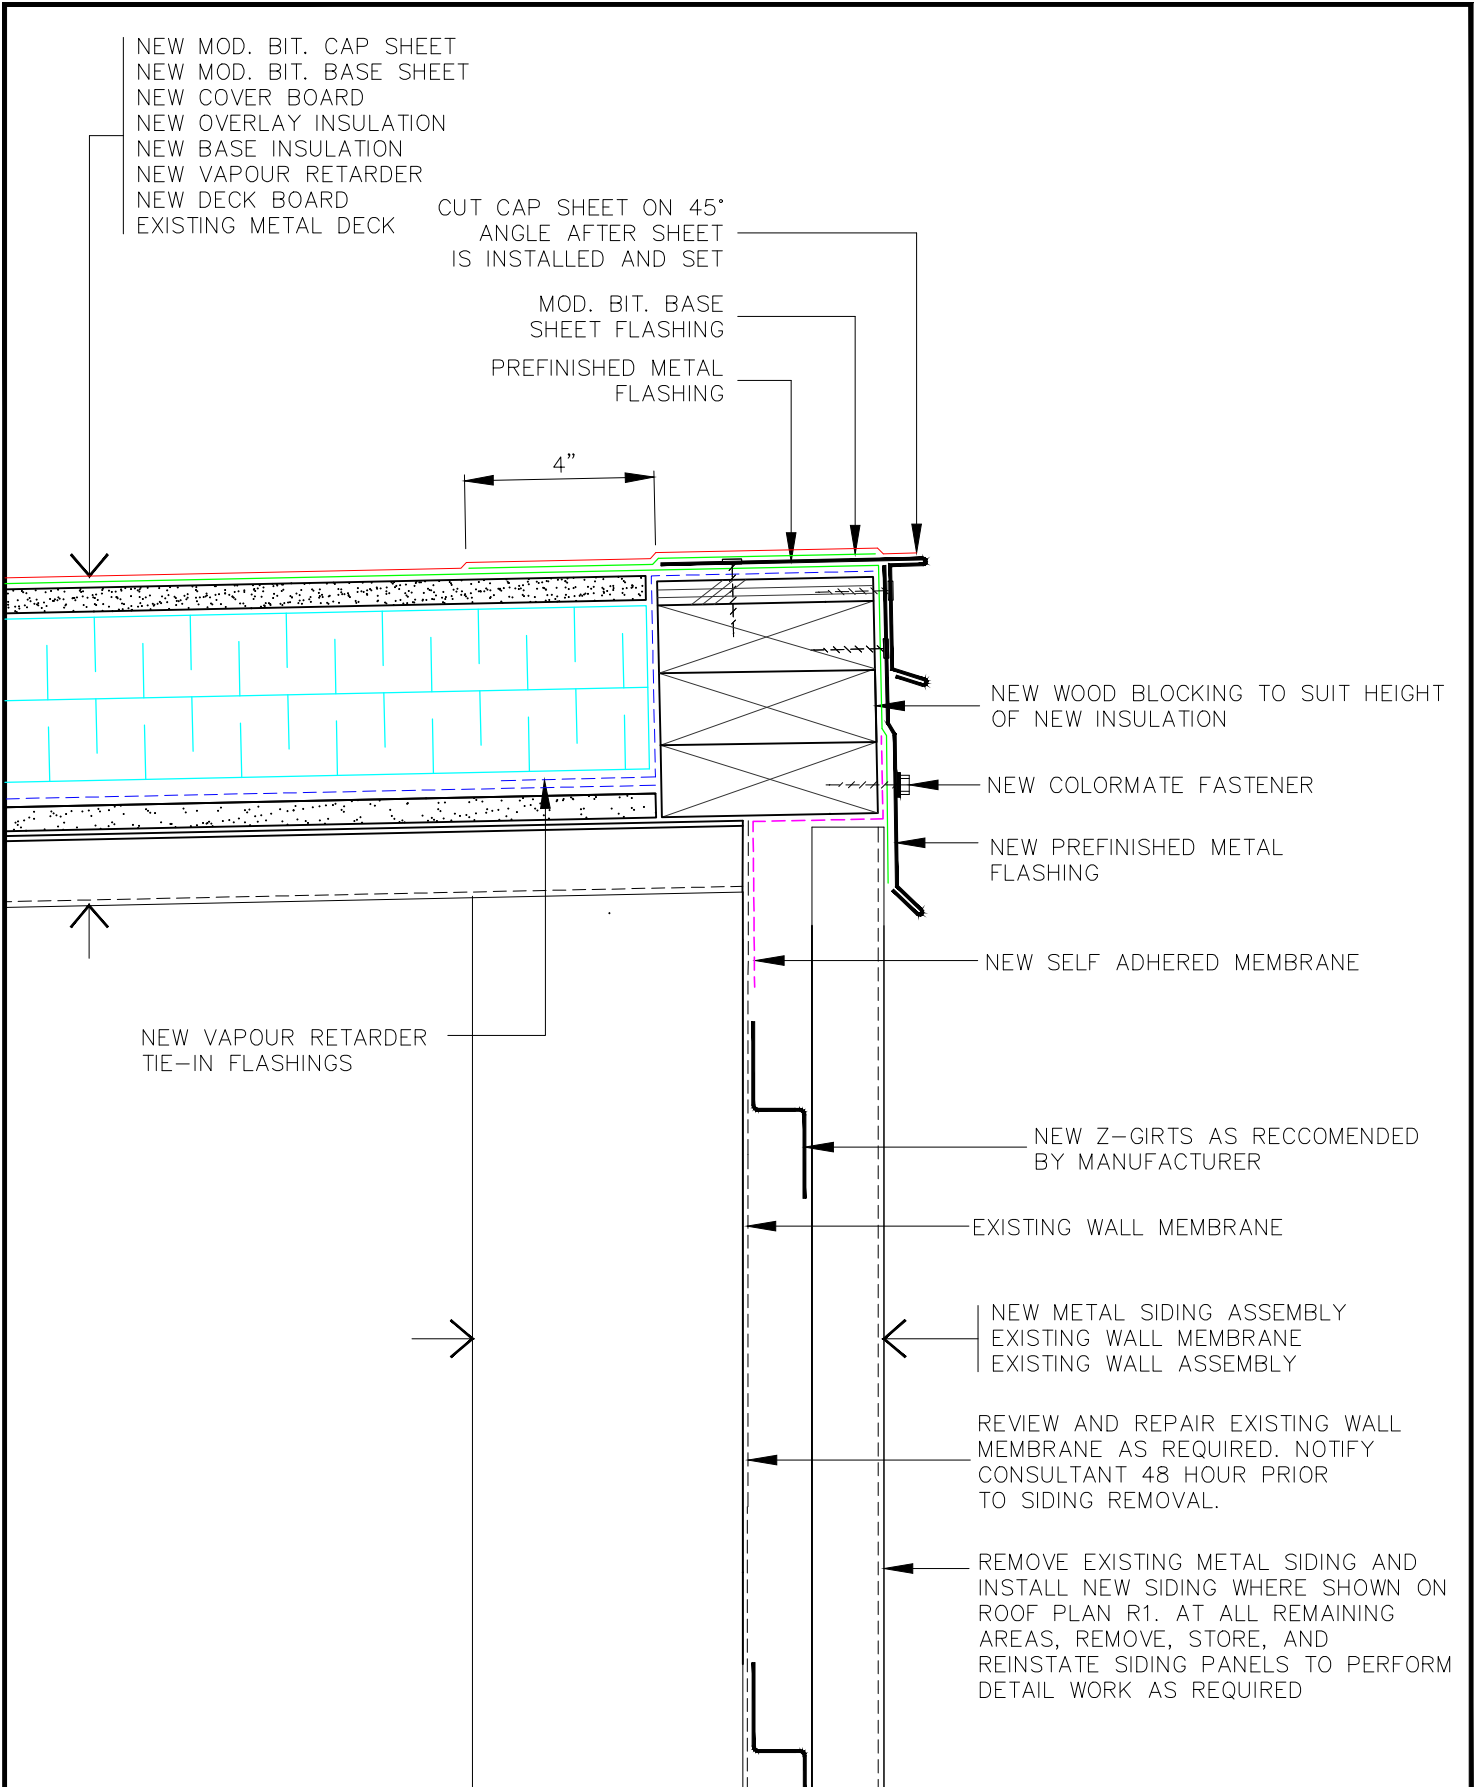 NEW MOD. BIT. CAP SHEET
NEW MOD. BIT. BASE SHEET
NEW COVER BOARD
NEW OVERLAY INSULATION
NEW BASE INSULATION
NEW VAPOUR RETARDER
NEW DECK BOARD
EXISTING METAL DECK
CUT CAP SHEET ON 45°
ANGLE AFTER SHEET
IS INSTALLED AND SET
MOD. BIT. BASE
SHEET FLASHING
PREFINISHED METAL
FLASHING
4"
NEW WOOD BLOCKING TO SUIT HEIGHT
OF NEW INSULATION
NEW COLORMATE FASTENER
NEW PREFINISHED METAL
FLASHING
NEW SELF ADHERED MEMBRANE
NEW VAPOUR RETARDER
TIE-IN FLASHINGS
NEW Z-GIRTS AS RECCOMENDED
BY MANUFACTURER
EXISTING WALL MEMBRANE
NEW METAL SIDING ASSEMBLY
EXISTING WALL MEMBRANE
EXISTING WALL ASSEMBLY
REVIEW AND REPAIR EXISTING WALL
MEMBRANE AS REQUIRED. NOTIFY
CONSULTANT 48 HOUR PRIOR
TO SIDING REMOVAL.
REMOVE EXISTING METAL SIDING AND
INSTALL NEW SIDING WHERE SHOWN ON
ROOF PLAN R1. AT ALL REMAINING
AREAS, REMOVE, STORE, AND
REINSTATE SIDING PANELS TO PERFORM
DETAIL WORK AS REQUIRED